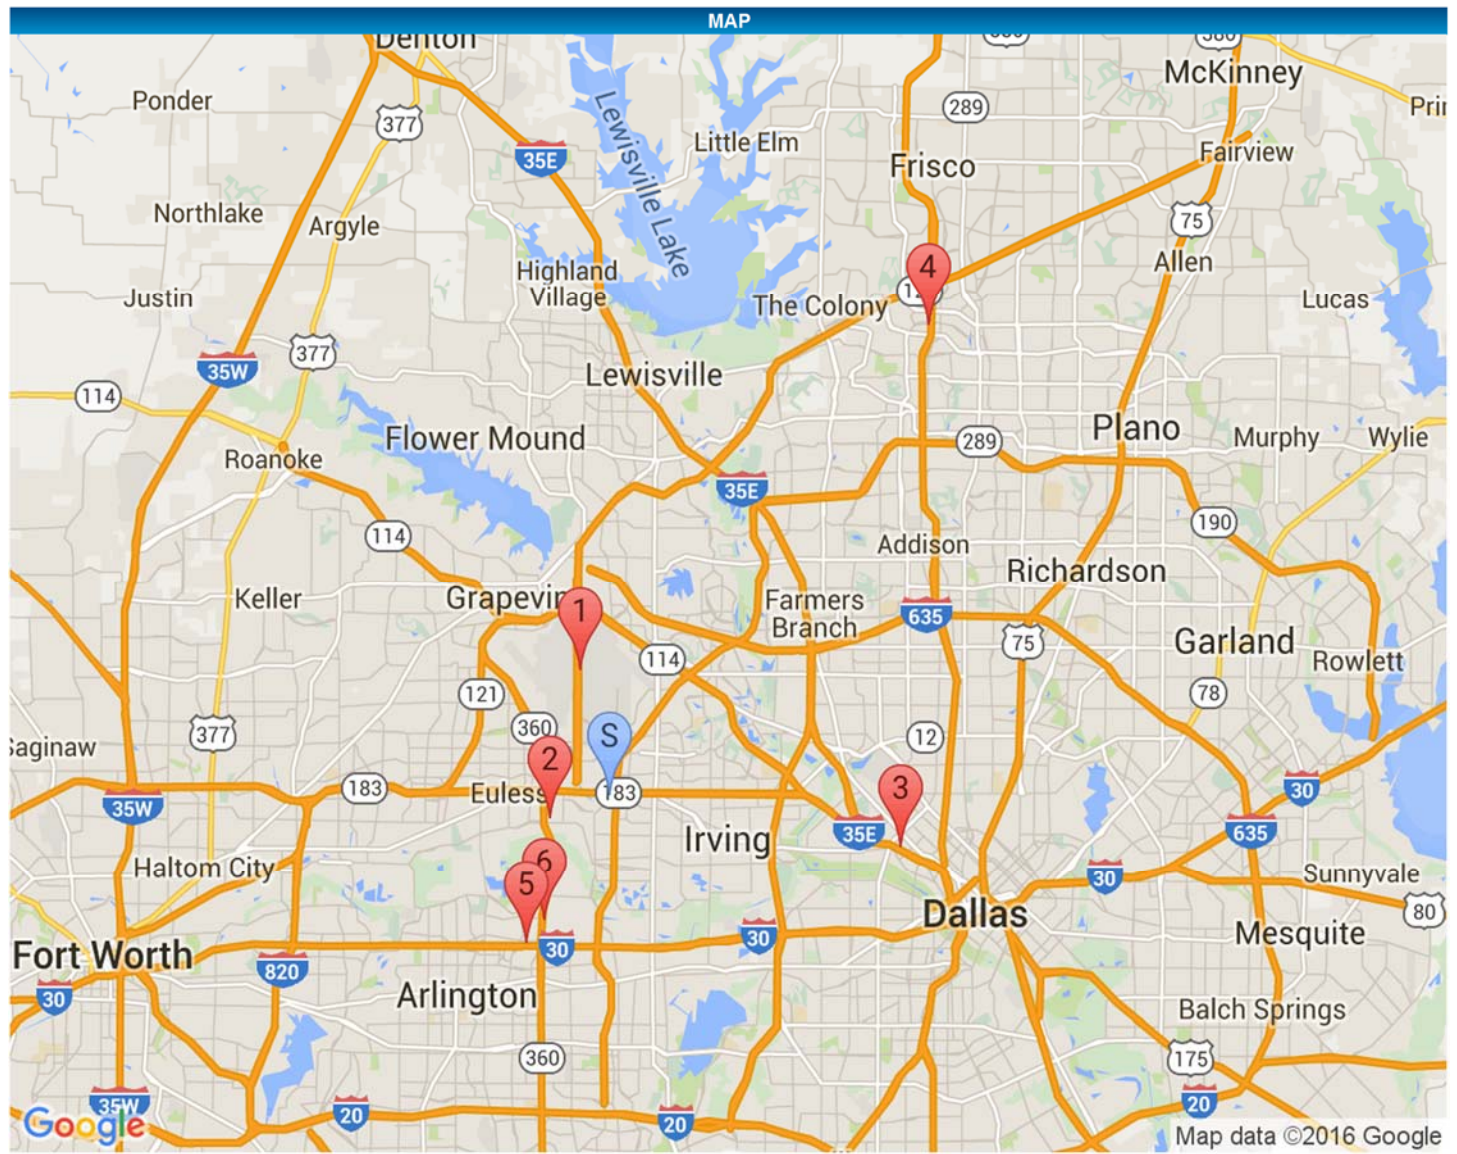 MAP
Denton
380
380
McKinney
Ponder
289
377
Prin
Little Elm
35E
Fairview
Frisco
Lewisville Lake
Northlake
Argyle
75
4
Allen
Highland
Village
Justin
The Colony
Lucas
377
35W
Lewisville
114
Plano
Flower Mound
289
Murphy
Wylie
Roanoke
35E
190
114
Addison
Richardson
Keller
Grapevin
1
Farmers
Branch
635
75
Garland
114
Rowlett
121
78
360
377
S
12
Saginaw
2
183
Euless
183
3
30
35W
Irving
35E
635
Haltom City
6
5
30
Sunnyvale
80
Dallas
Mesquite
30
30
Fort Worth
820
30
Arlington
Balch Springs
360
175
35W
20
20
20
Google
Map data ©2016 Google